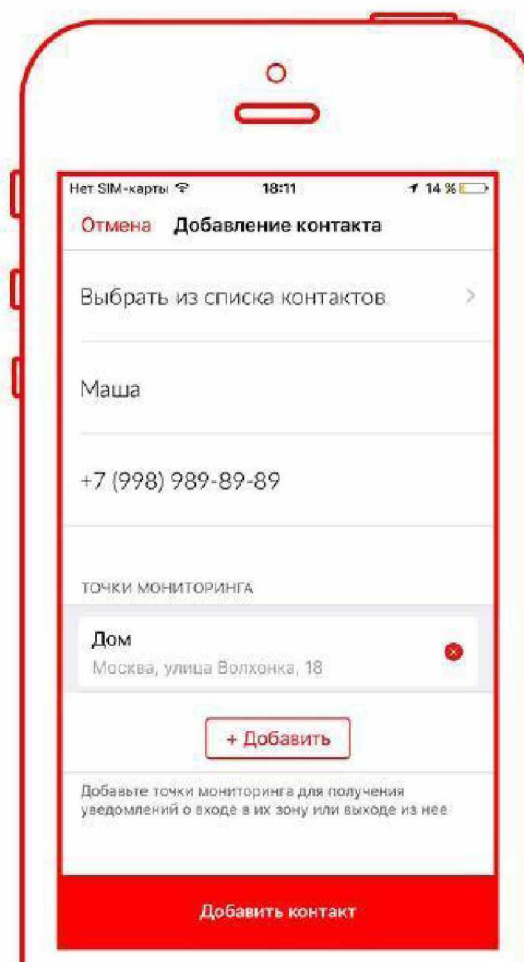 Нет SIM-карты 18:11 14 %
Отмена Добавление контакта
Выбрать из списка контактов
Маша
+7 (998) 989-89-89
ТОЧКИ МОНИТОРИНГА
Дом
Москва, улица Волхонка, 18
+ Добавить
Добавьте точки мониторинга для получения
уведомлений о входе в их зону или выходе из нее
Добавить контакт